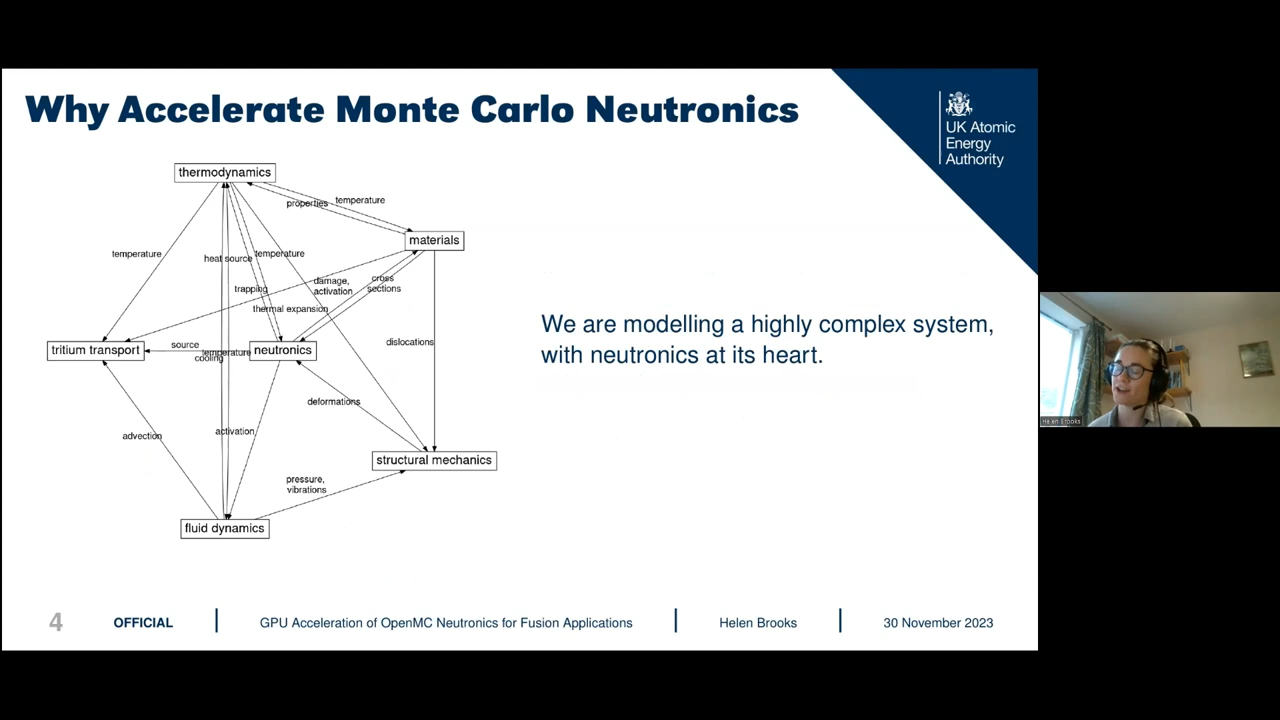 Why Accelerate Monte Carlo Neutronics
UK Atomic
Energy
Authority
thermodynamics
properties
temperature
materials
temperature
heat source
temperature
trapping
damage,
activation
cross
sections
thermal expansion
dislocations
We are modelling a highly complex system,
with neutronics at its heart.
tritium transport
source
temperature
cooling
neutronics
deformations
advection
activation
structural mechanics
pressure,
vibrations
fluid dynamics
4
OFFICIAL
GPU Acceleration of OpenMC Neutronics for Fusion Applications
Helen Brooks
30 November 2023
Helen Brooks